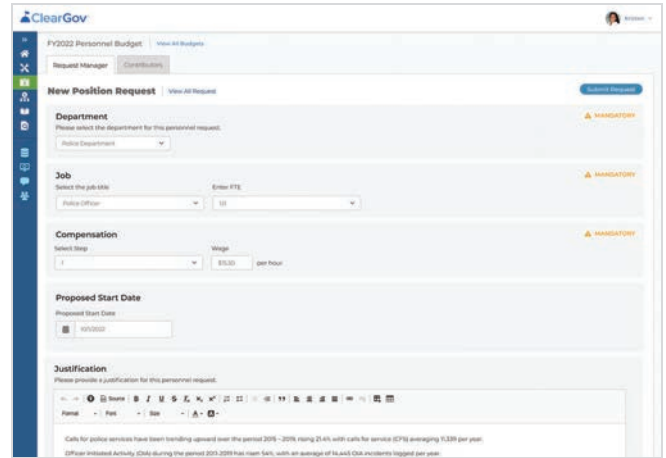 ClearGov
Kristen
FY2022 Personnel Budget View All Budgets
Request Manager Contributors
New Position Request View All Request Submit Request
Department MANDATORY
Please select the department for this personnel request.
Police Department
Job MANDATORY
Select the job title Enter FTE
Police Officer 1.0
Compensation MANDATORY
Select Step Wage
1 per hour
Proposed Start Date
Proposed Start Date
10/1/2022
Justification
Please provide a justification for this personnel request.
Source B I U S
Format Font Size A
Calls for police services have been trending upward over the period 2015 - 2019, rising 21.4% with calls for service (CFS) averaging 11,339 per year.
Officer Initiated Activity (OIA) during the period 2013-2019 has risen 54%, with an average of 14,445 OIA incidents logged per year.